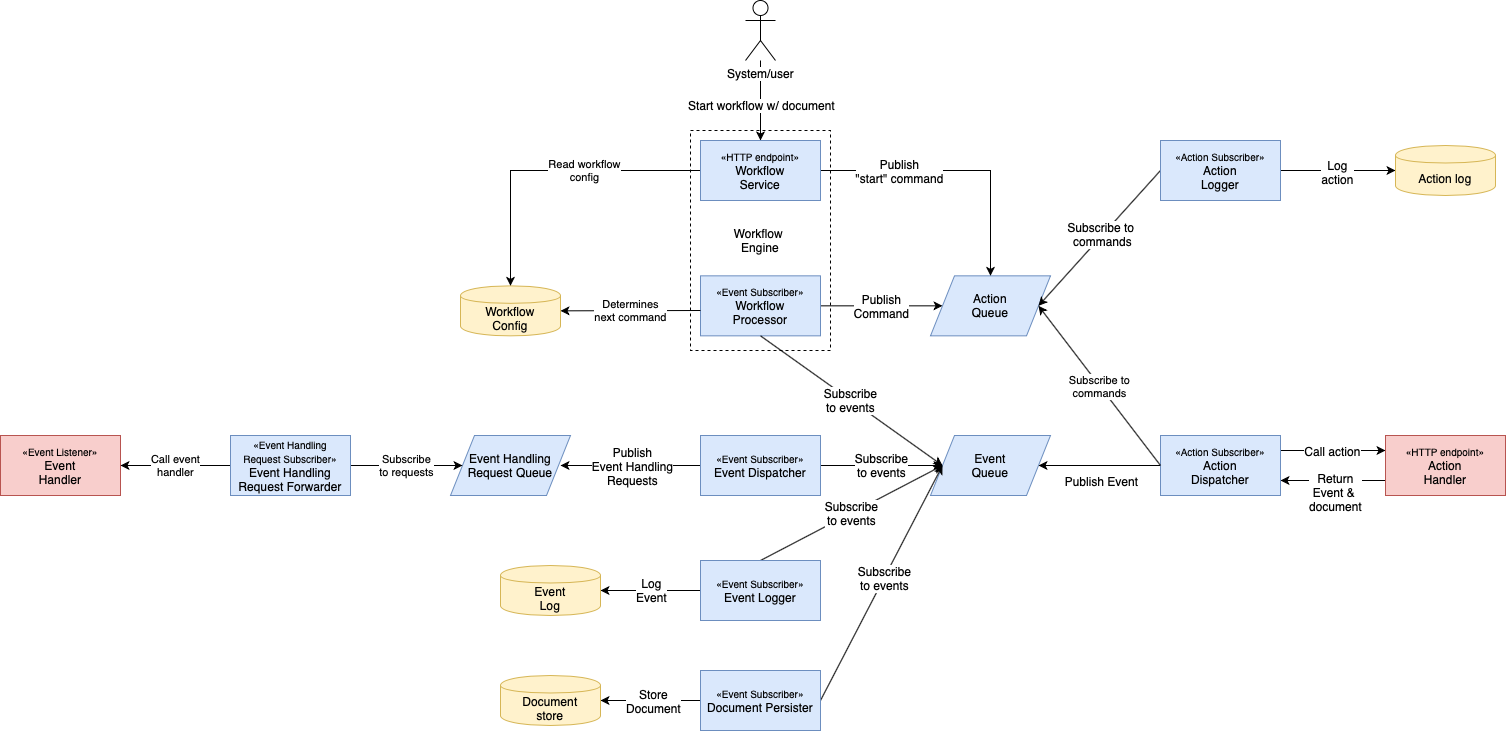 System/user
Start workflow w/ document
«HTTP endpoint»
Workflow
Service
Read workflow
config
Publish
"start" command
«Action Subscriber»
Action
Logger
Log
action
Action log
Workflow
Engine
Subscribe to
commands
Workflow
Config
Determines
next command
«Event Subscriber»
Workflow
Processor
Publish
Command
Action
Queue
Subscribe
to events
Subscribe to
commands
«Event Listener»
Event
Handler
Call event
handler
«Event Handling
Request Subscriber»
Event Handling
Request Forwarder
Subscribe
to requests
Event Handling
Request Queue
Publish
Event Handling
Requests
«Event Subscriber»
Event Dispatcher
Subscribe
to events
Event
Queue
Publish Event
«Action Subscriber»
Action
Dispatcher
Call action
Return
Event &
document
«HTTP endpoint»
Action
Handler
Subscribe
to events
Event
Log
Log
Event
«Event Subscriber»
Event Logger
Subscribe
to events
Document
store
Store
Document
«Event Subscriber»
Document Persister